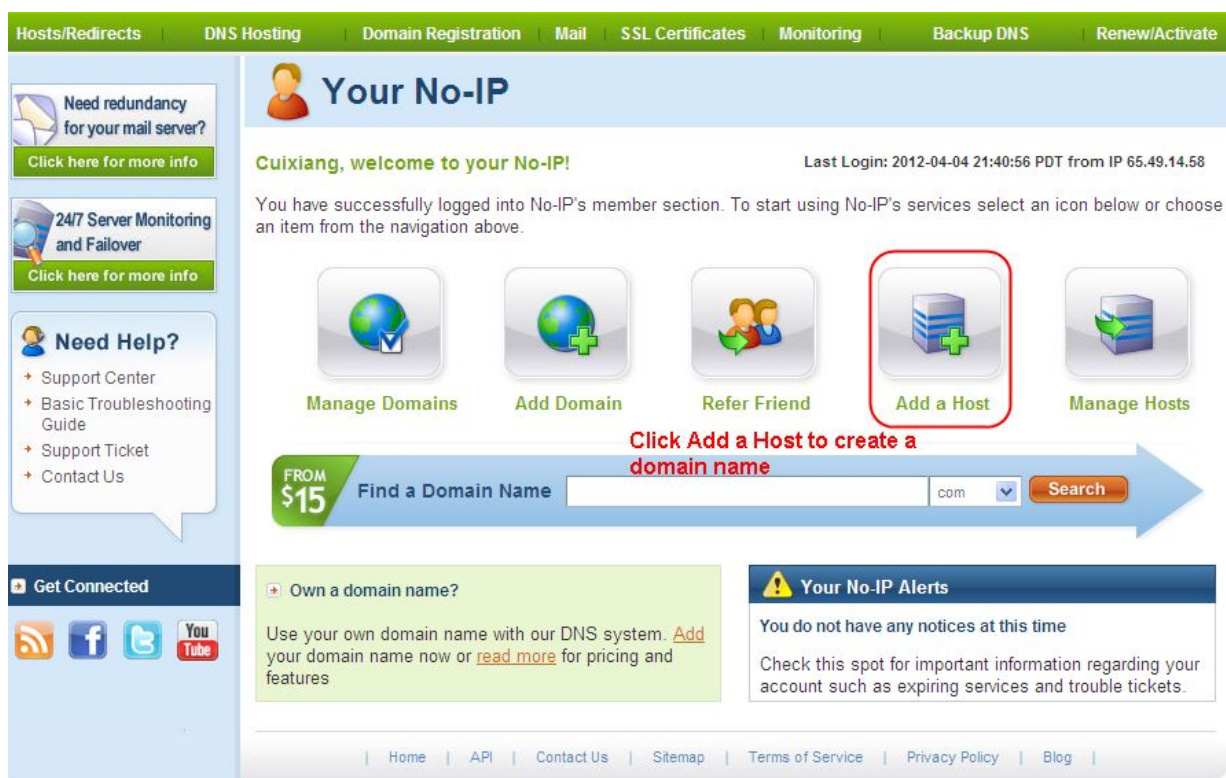 Hosts/Redirects | DNS Hosting | Domain Registration | Mail | SSL Certificates | Monitoring | Backup DNS | Renew/Activate
Need redundancy
for your mail server?
Click here for more info
24/7 Server Monitoring
and Failover
Click here for more info
Need Help?
Support Center
Basic Troubleshooting
Guide
Support Ticket
Contact Us
Get Connected
You
Tube
Your No-IP
Cuixiang, welcome to your No-IP!
Last Login: 2012-04-04 21:40:56 PDT from IP 65.49.14.58
You have successfully logged into No-IP's member section. To start using No-IP's services select an icon below or choose
an item from the navigation above.
Manage Domains
Add Domain
Refer Friend
Add a Host
Manage Hosts
Click Add a Host to create a
domain name
FROM
$15
Find a Domain Name
com
Search
Own a domain name?
Use your own domain name with our DNS system. Add
your domain name now or read more for pricing and
features
Your No-IP Alerts
You do not have any notices at this time
Check this spot for important information regarding your
account such as expiring services and trouble tickets.
| Home | API | Contact Us | Sitemap | Terms of Service | Privacy Policy | Blog |